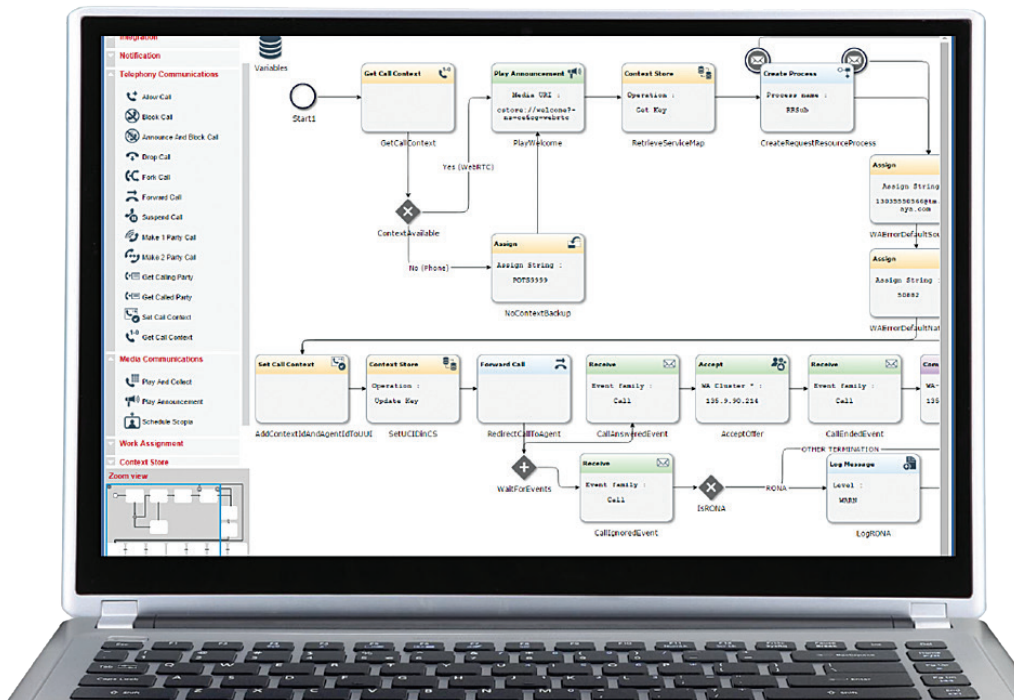 Integration
Notification
Telephony Communications
Allow Call
Block Call
Announce And Block Call
Drop Call
Fork Call
Forward Call
Suspend Call
Make 1 Party Call
Make 2 Party Call
Get Calling Party
Get Called Party
Set Call Context
Get Call Context
Media Communications
Play And Collect
Play Announcement
Schedule Scopia
Work Assignment
Context Store
Zoom view
Variables
Start1
Get Call Context
GetCallContext
Play Announcement
Media URI :
PlayWelcome
Context Store
Operation :
Get Key
RetrieveServiceMap
Create Process
Process name :
RRSub
CreateRequestResourceProcess
Yes (WebRTC)
ContextAvailable
No (Phone)
Assign
Assign String :
POTS9999
NoContextBackup
Assign
Assign String
WAErrorDefaultSou
Assign
Assign String :
50882
WAErrorDefaultNat
Set Call Context
AddContextIdAndAgentIdToUUI
Context Store
Operation :
Update Key
SetUCIDinCS
Forward Call
RedirectCallToAgent
Receive
Event family :
Call
CallAnsweredEvent
Accept
WA Cluster * :
135.9.90.214
AcceptOffer
Receive
Event family :
Call
CallEndedEvent
Com
WA-
135
WaitForEvents
Receive
Event family :
Call
CallIgnoredEvent
IsRONA
OTHER TERMINATION
RONA
Log Message
Level :
WARN
LogRONA